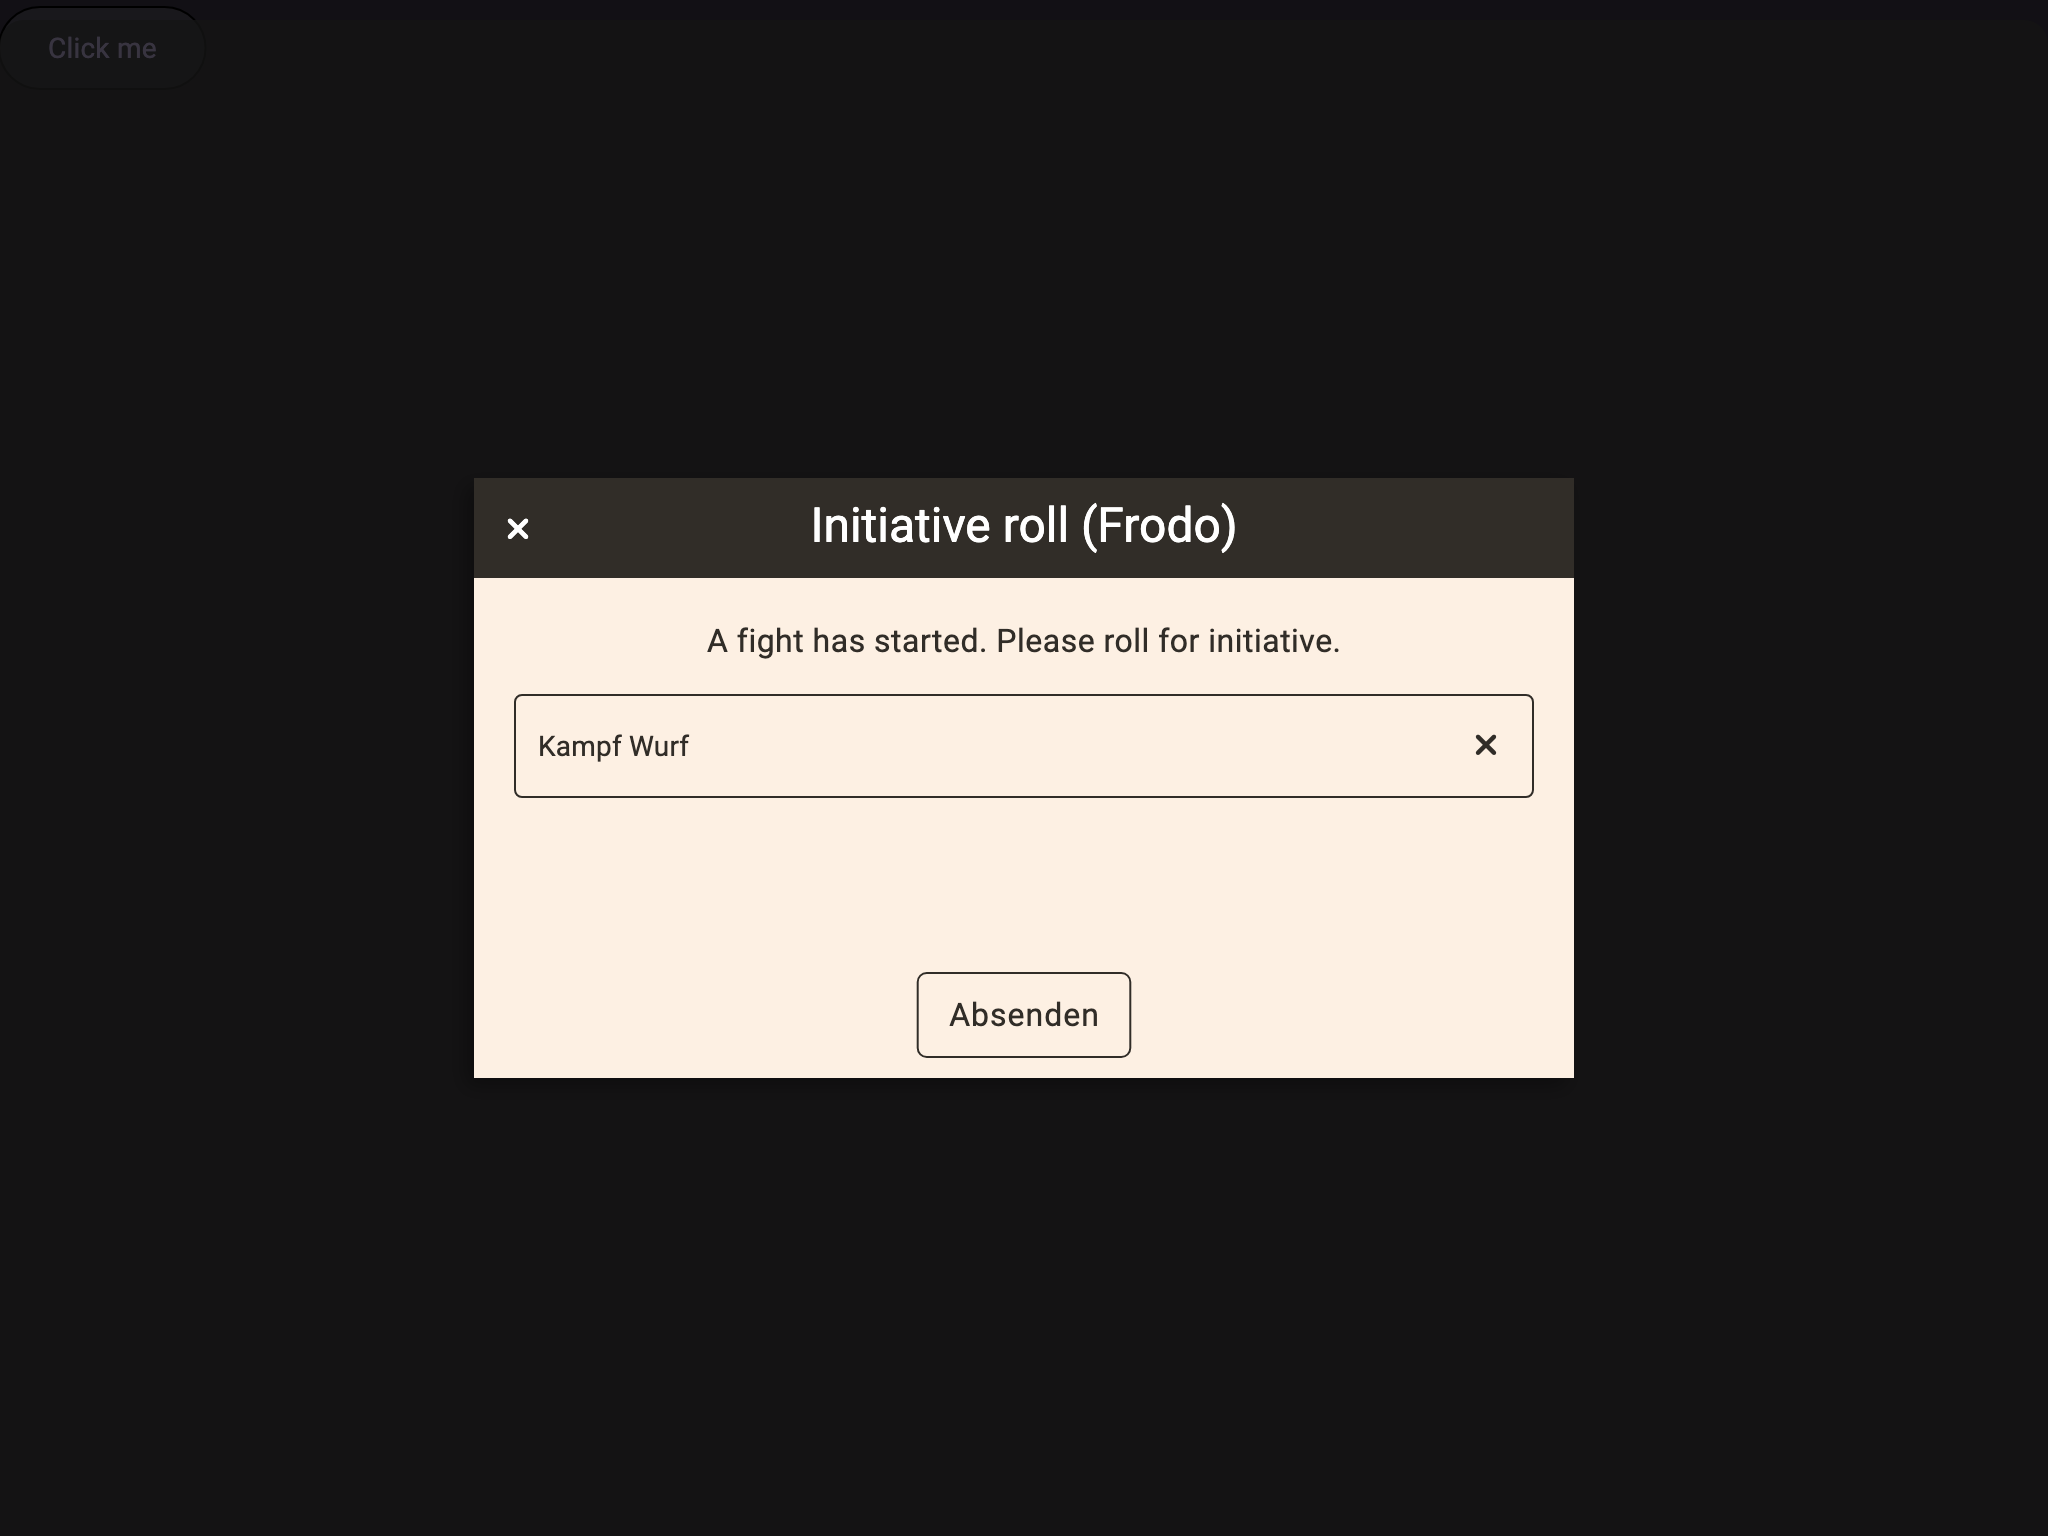 Click me
Initiative roll (Frodo)
A fight has started. Please roll for initiative.
Kampf Wurf
Absenden